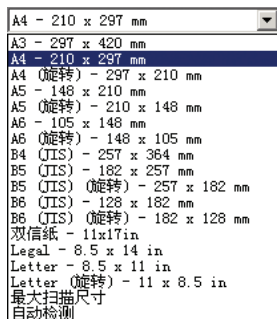 A4 - 210 x 297 mm
A3 - 297 x 420 mm
A4 - 210 x 297 mm
A4 (旋转) - 297 x 210 mm
A5 - 148 x 210 mm
A5 (旋转) - 210 x 148 mm
A6 - 105 x 148 mm
A6 (旋转) - 148 x 105 mm
B4 (JIS) - 257 x 364 mm
B5 (JIS) - 182 x 257 mm
B5 (JIS) (旋转) - 257 x 182 mm
B6 (JIS) - 128 x 182 mm
B6 (JIS) (旋转) - 182 x 128 mm
双信纸 - 11x17in
Legal - 8.5 x 14 in
Letter - 8.5 x 11 in
Letter (旋转) - 11 x 8.5 in
最大扫描尺寸
自动检测